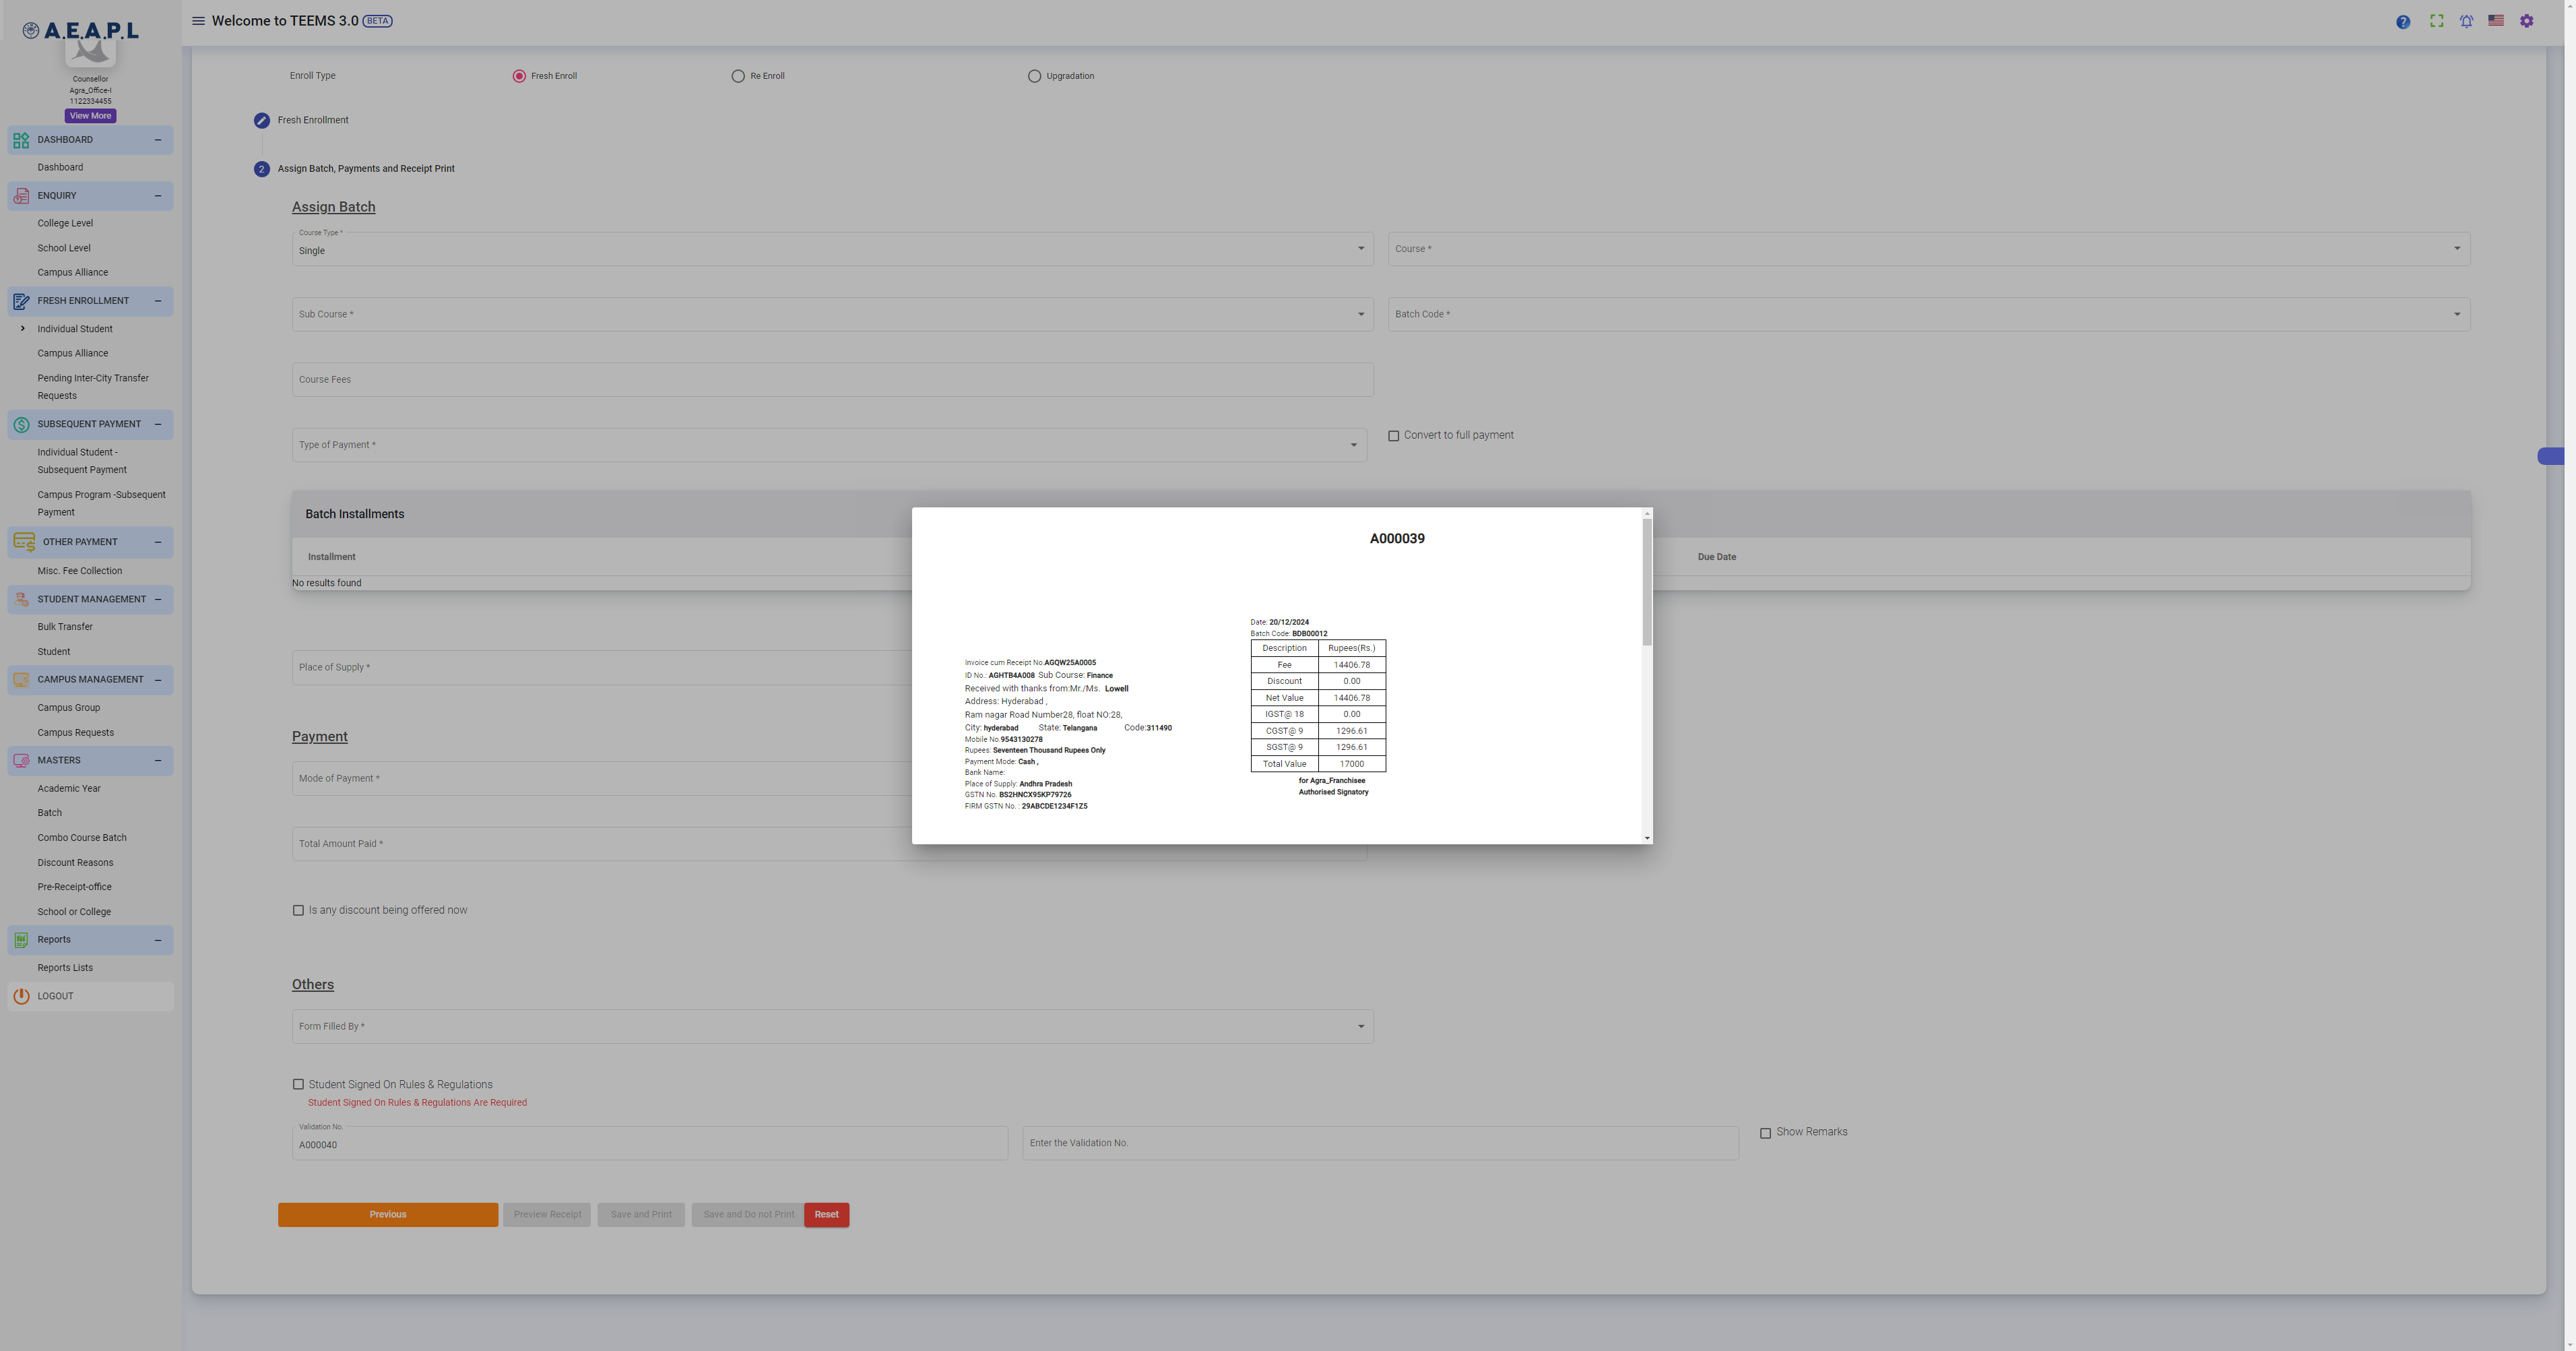 A.E.A.P.L
Counsellor
Agra_Office-I
1122334455
View More
DASHBOARD
Dashboard
ENQUIRY
College Level
School Level
Campus Alliance
FRESH ENROLLMENT
Individual Student
Campus Alliance
Pending Inter-City Transfer
Requests
SUBSEQUENT PAYMENT
Individual Student -
Subsequent Payment
Campus Program -Subsequent
Payment
OTHER PAYMENT
Misc. Fee Collection
STUDENT MANAGEMENT
Bulk Transfer
Student
CAMPUS MANAGEMENT
Campus Group
Campus Requests
MASTERS
Academic Year
Batch
Combo Course Batch
Discount Reasons
Pre-Receipt-office
School or College
Reports
Reports Lists
LOGOUT
Welcome to TEEMS 3.0 BETA
Enroll Type Fresh Enroll Re Enroll Upgradation
Fresh Enrollment
2 Assign Batch, Payments and Receipt Print
Assign Batch
Course Type *
Single
Course *
Sub Course *
Batch Code *
Course Fees
Type of Payment *
Convert to full payment
Batch Installments
Installment
Due Date
No results found
Place of Supply *
Payment
Mode of Payment *
Total Amount Paid *
Is any discount being offered now
Others
Form Filled By *
Student Signed On Rules & Regulations
Student Signed On Rules & Regulations Are Required
Validation No.
A000040
Enter the Validation No.
Show Remarks
Previous Preview Receipt Save and Print Save and Do not Print Reset
A000039
Invoice cum Receipt No.AGQW25A0005
ID No.: AGHTB4A008 Sub Course: Finance
Received with thanks from:Mr./Ms. Lowell
Address: Hyderabad ,
Ram nagar Road Number28, float NO:28,
City: hyderabad State: Telangana Code:311490
Mobile No.9543130278
Rupees: Seventeen Thousand Rupees Only
Payment Mode: Cash ,
Bank Name:
Place of Supply: Andhra Pradesh
GSTN No. BS2HNCX95KP79726
FIRM GSTN No. : 29ABCDE1234F1Z5
Date: 20/12/2024
Batch Code: BDB00012
Description Rupees(Rs.)
Fee 14406.78
Discount 0.00
Net Value 14406.78
IGST@ 18 0.00
CGST@ 9 1296.61
SGST@ 9 1296.61
Total Value 17000
for Agra_Franchisee
Authorised Signatory